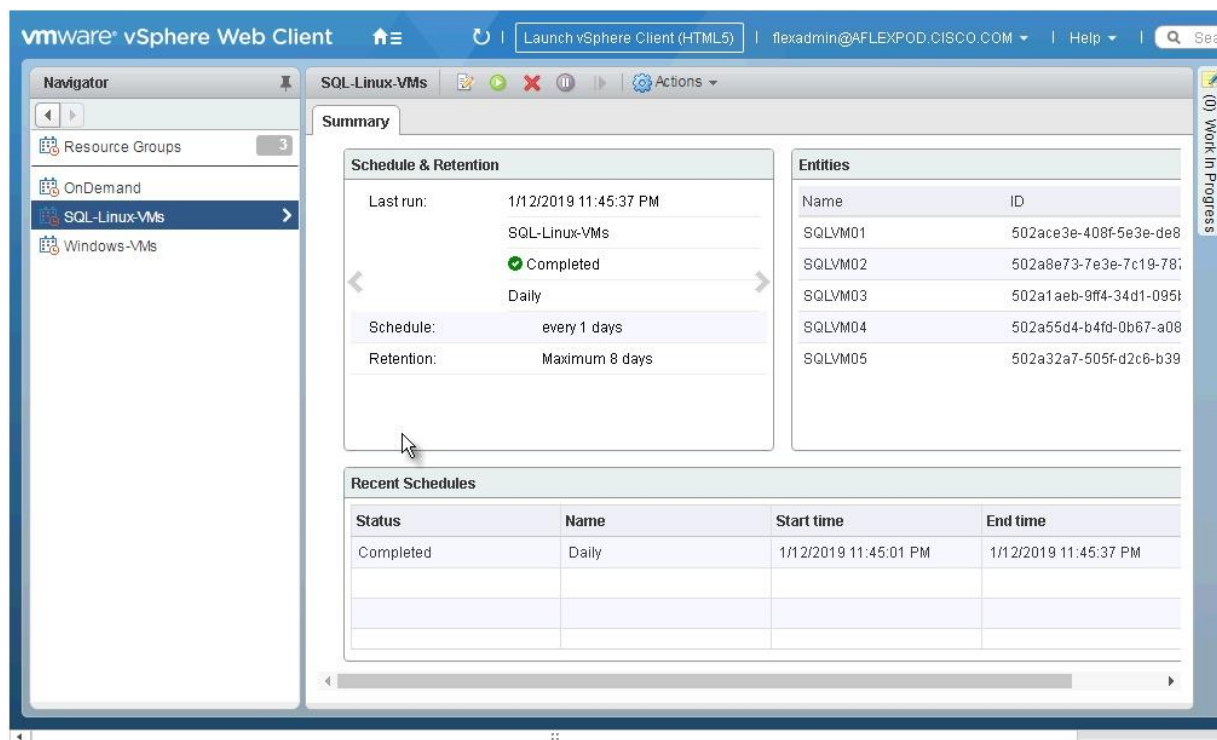 vmware® vSphere Web Client
Launch vSphere Client (HTML5)
flexadmin@AFLEXPOD.CISCO.COM
Help
Sea
Navigator
Resource Groups 3
OnDemand
SQL-Linux-VMs
Windows-VMs
SQL-Linux-VMs Actions
Summary
Schedule & Retention
Last run: 1/12/2019 11:45:37 PM
SQL-Linux-VMs
Completed
Daily
Schedule: every 1 days
Retention: Maximum 8 days
Entities
Name ID
SQLVM01 502ace3e-408f-5e3e-de8
SQLVM02 502a8e73-7e3e-7c19-787
SQLVM03 502a1aeb-9ff4-34d1-095b
SQLVM04 502a55d4-b4fd-0b67-a08
SQLVM05 502a32a7-505f-d2c6-b39
Recent Schedules
Status Name Start time End time
Completed Daily 1/12/2019 11:45:01 PM 1/12/2019 11:45:37 PM
(0) Work In Progress